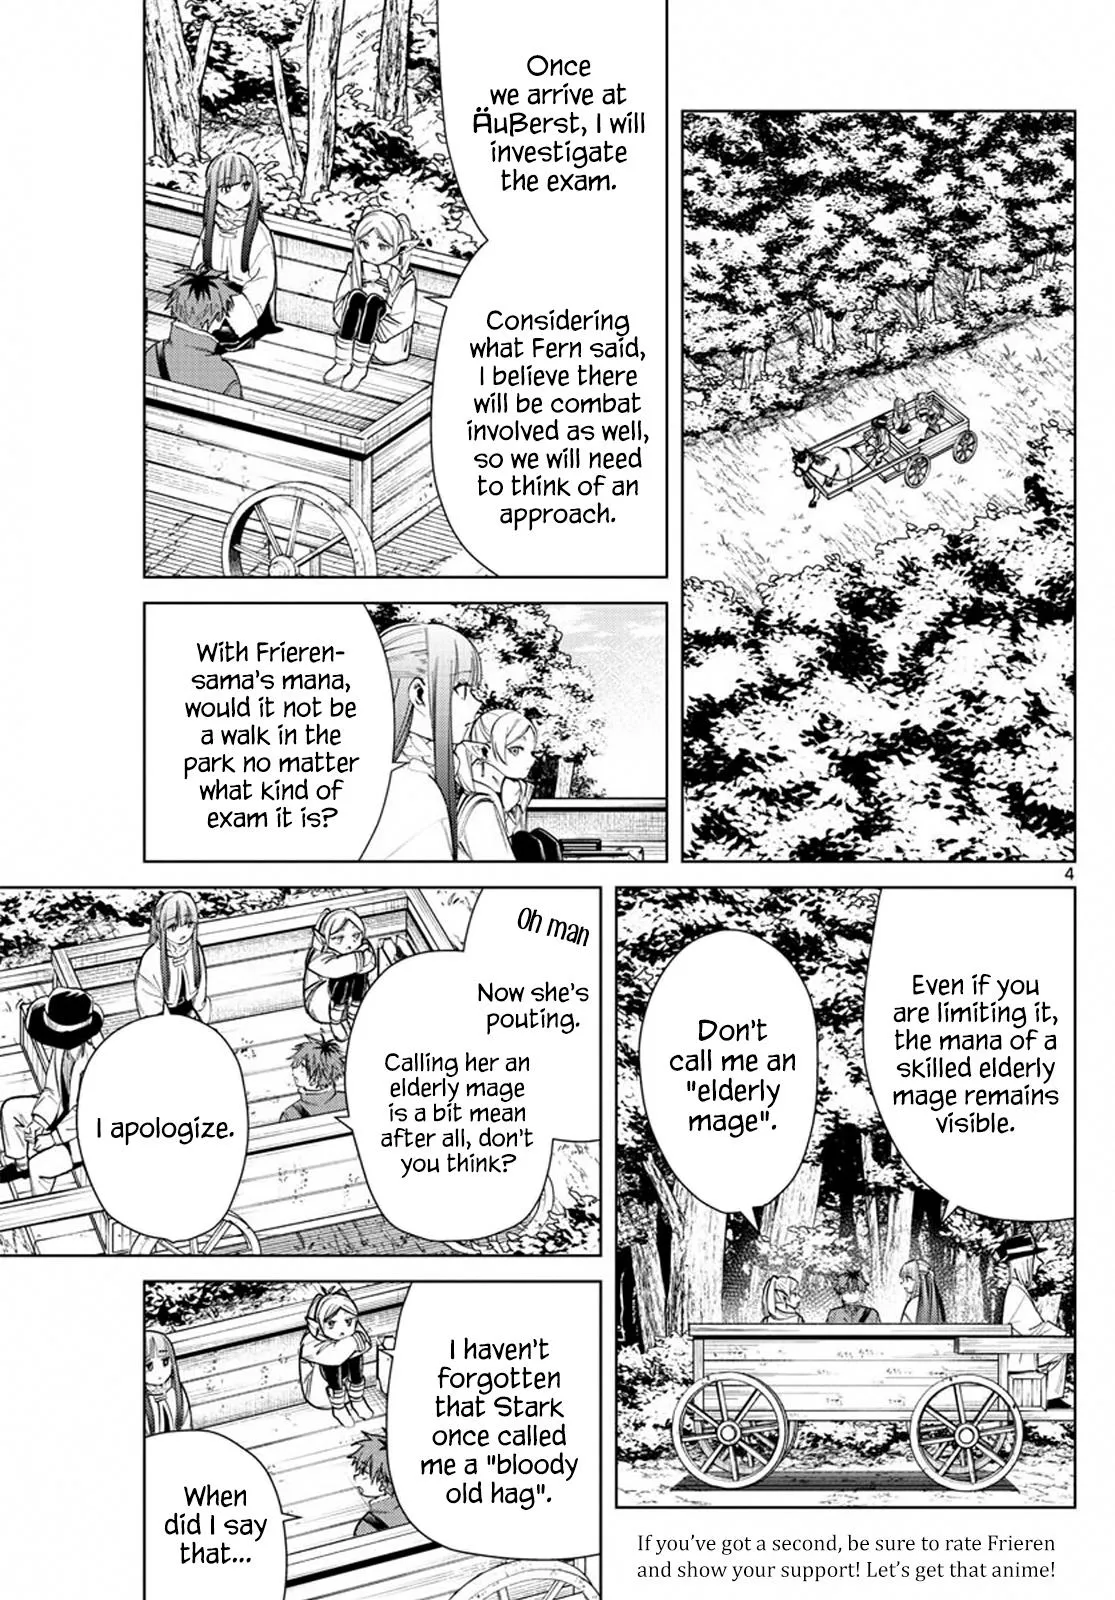 Once
we arrive at
Äußerst, I will
investigate
the exam.
Considering
what Fern said,
I believe there
will be combat
involved as well,
so we will need
to think of an
approach.
With Frieren-
sama's mana,
would it not be
a walk in the
park no matter
what kind of
exam it is?
4
Even if you
are limiting it,
the mana of a
skilled elderly
mage remains
visible.
Don't
call me an
"elderly
mage".
Oh man
Now she's
pouting.
Calling her an
elderly mage
is a bit mean
after all, don't
you think?
I apologize.
I haven't
forgotten
that Stark
once called
me a "bloody
old hag".
When
did I say
that...
If you've got a second, be sure to rate Frieren
and show your support! Let's get that anime!